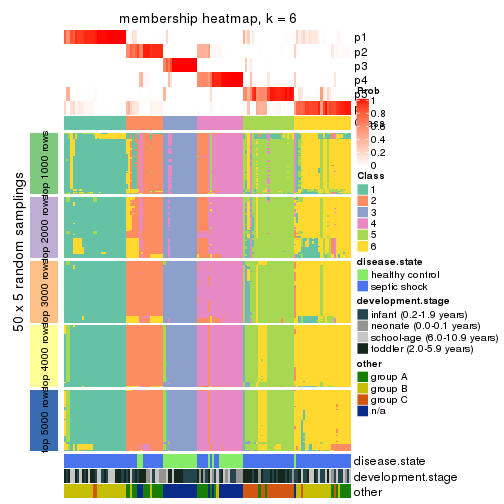 membership heatmap, k = 6
p1
p2
p3
p4
Prob
1
0.8
0.6
0.4
0.2
0
Class
1
2
3
4
5
6
disease.state
healthy control
septic shock
development.stage
infant (0.2-1.9 years)
neonate (0.0-0.1 years)
school-age (6.0-10.9 years)
toddler (2.0-5.9 years)
other
group A
group B
group C
n/a
50 x 5 random samplings
top 1000 rows
top 2000 rows
top 3000 rows
top 4000 rows
top 5000 rows
disease.state
development.stage
other